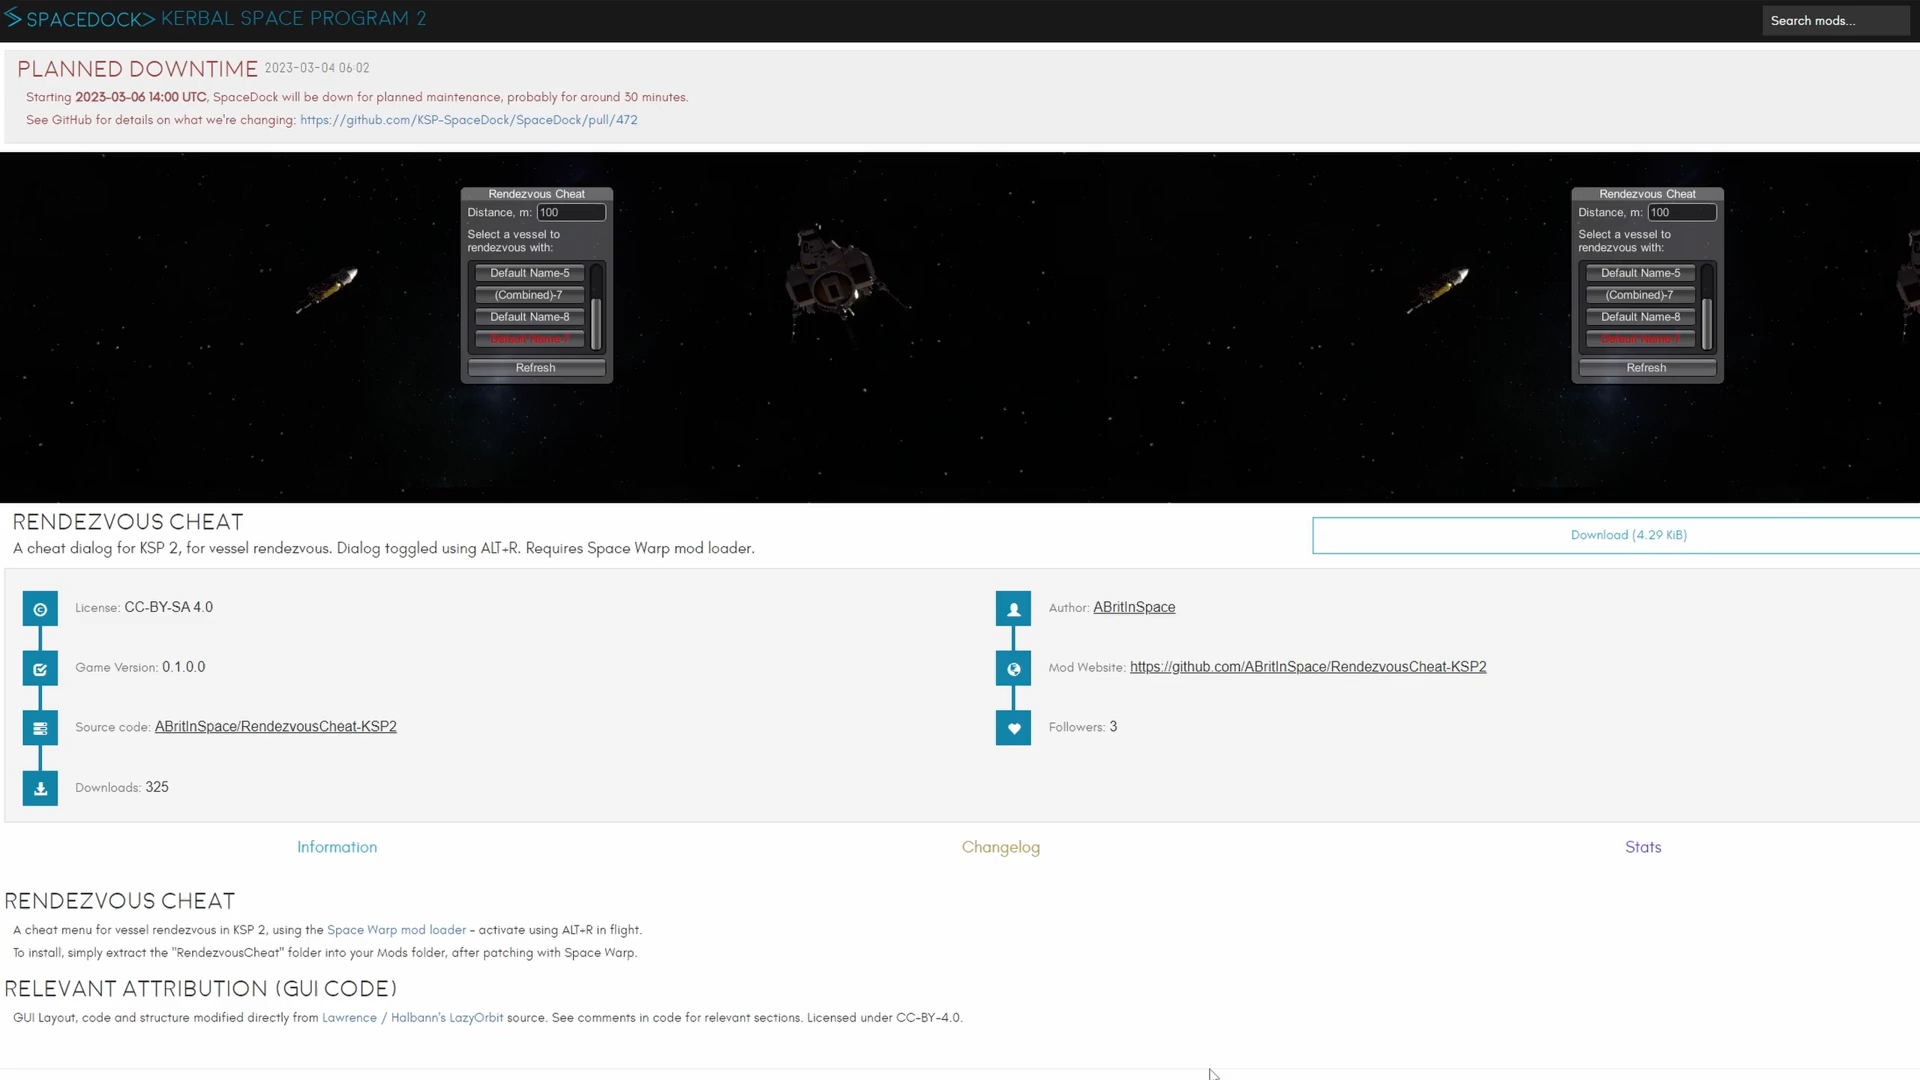 SPACEDOCK> KERBAL SPACE PROGRAM 2
Search mods...
PLANNED DOWNTIME 2023-03-04 06:02
Starting 2023-03-06 14:00 UTC, SpaceDock will be down for planned maintenance, probably for around 30 minutes.
See GitHub for details on what we're changing: https://github.com/KSP-SpaceDock/SpaceDock/pull/472
Rendezvous Cheat
Distance, m: 100
Select a vessel to
rendezvous with:
Default Name-5
(Combined)-7
Default Name-8
Default Name-7
Refresh
Rendezvous Cheat
Distance, m: 100
Select a vessel to
rendezvous with:
Default Name-5
(Combined)-7
Default Name-8
Default Name-7
Refresh
RENDEZVOUS CHEAT
A cheat dialog for KSP 2, for vessel rendezvous. Dialog toggled using ALT+R. Requires Space Warp mod loader.
Download (4.29 KiB)
License: CC-BY-SA 4.0
Author: ABritInSpace
Game Version: 0.1.0.0
Mod Website: https://github.com/ABritInSpace/RendezvousCheat-KSP2
Source code: ABritInSpace/RendezvousCheat-KSP2
Followers: 3
Downloads: 325
Information
Changelog
Stats
RENDEZVOUS CHEAT
A cheat menu for vessel rendezvous in KSP 2, using the Space Warp mod loader - activate using ALT+R in flight.
To install, simply extract the "RendezvousCheat" folder into your Mods folder, after patching with Space Warp.
RELEVANT ATTRIBUTION (GUI CODE)
GUI Layout, code and structure modified directly from Lawrence / Halbann's LazyOrbit source. See comments in code for relevant sections. Licensed under CC-BY-4.0.